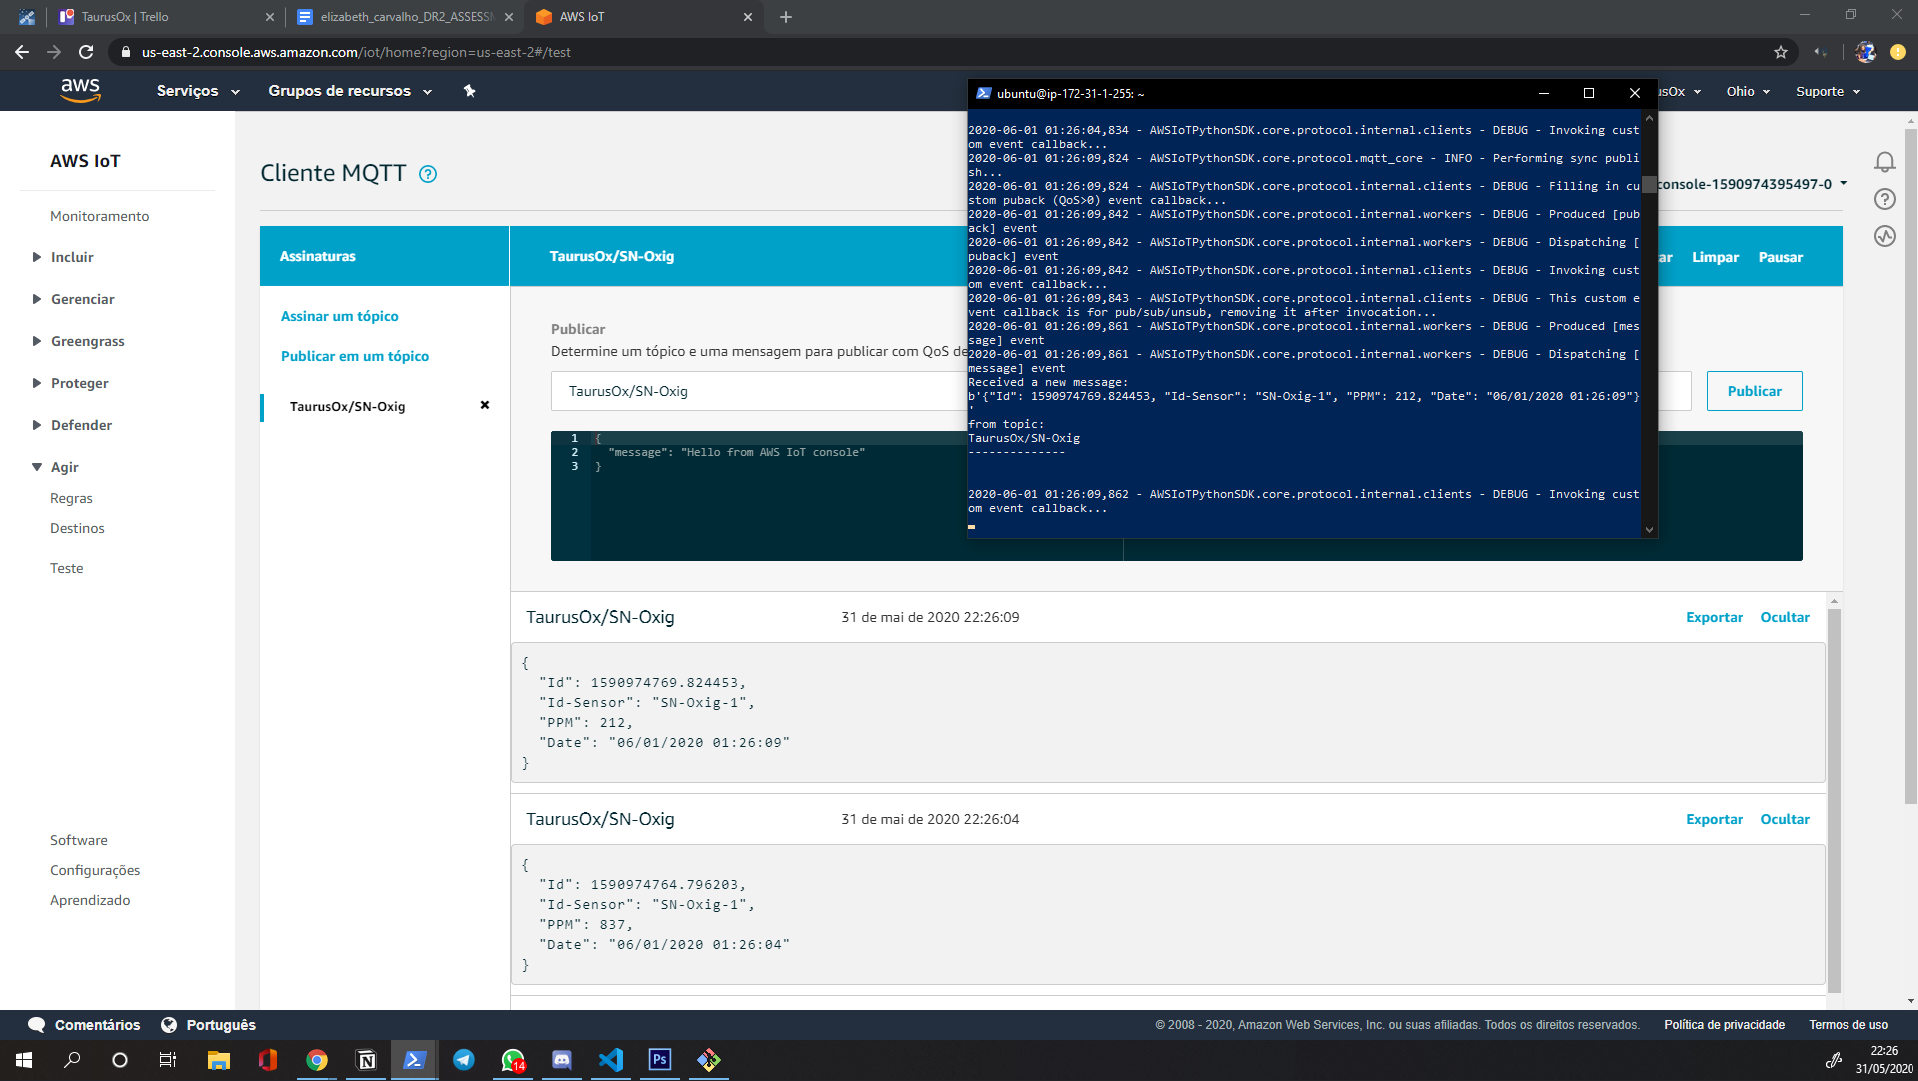 TaurusOx | Trello
elizabeth_carvalho_DR2_ASSESSM
AWS IoT
us-east-2.console.aws.amazon.com/iot/home?region=us-east-2#/test
aws
Serviços
Grupos de recursos
usOx
Ohio
Suporte
ubuntu@ip-172-31-1-255: ~
2020-06-01 01:26:04,834 - AWSIoTPythonSDK.core.protocol.internal.clients - DEBUG - Invoking cust
om event callback...
2020-06-01 01:26:09,824 - AWSIoTPythonSDK.core.protocol.mqtt_core - INFO - Performing sync publi
sh...
2020-06-01 01:26:09,824 - AWSIoTPythonSDK.core.protocol.internal.clients - DEBUG - Filling in cu
stom puback (QoS>0) event callback...
2020-06-01 01:26:09,842 - AWSIoTPythonSDK.core.protocol.internal.workers - DEBUG - Produced [pub
ack] event
2020-06-01 01:26:09,842 - AWSIoTPythonSDK.core.protocol.internal.workers - DEBUG - Dispatching [
puback] event
2020-06-01 01:26:09,842 - AWSIoTPythonSDK.core.protocol.internal.clients - DEBUG - Invoking cust
om event callback...
2020-06-01 01:26:09,843 - AWSIoTPythonSDK.core.protocol.internal.clients - DEBUG - This custom e
vent callback is for pub/sub/unsub, removing it after invocation...
2020-06-01 01:26:09,861 - AWSIoTPythonSDK.core.protocol.internal.workers - DEBUG - Produced [mes
sage] event
2020-06-01 01:26:09,861 - AWSIoTPythonSDK.core.protocol.internal.workers - DEBUG - Dispatching [
message] event
Received a new message:
b'{"Id": 1590974769.824453, "Id-Sensor": "SN-Oxig-1", "PPM": 212, "Date": "06/01/2020 01:26:09"}
'
from topic:
TaurusOx/SN-Oxig
--------------
2020-06-01 01:26:09,862 - AWSIoTPythonSDK.core.protocol.internal.clients - DEBUG - Invoking cust
om event callback...
AWS IoT
Monitoramento
Incluir
Gerenciar
Greengrass
Proteger
Defender
Agir
Regras
Destinos
Teste
Software
Configurações
Aprendizado
Cliente MQTT
console-1590974395497-0
Assinaturas
TaurusOx/SN-Oxig
ar
Limpar
Pausar
Assinar um tópico
Publicar em um tópico
TaurusOx/SN-Oxig
Publicar
Determine um tópico e uma mensagem para publicar com QoS de
TaurusOx/SN-Oxig
Publicar
1 {
2 "message": "Hello from AWS IoT console"
3 }
TaurusOx/SN-Oxig 31 de mai de 2020 22:26:09 Exportar Ocultar
{
"Id": 1590974769.824453,
"Id-Sensor": "SN-Oxig-1",
"PPM": 212,
"Date": "06/01/2020 01:26:09"
}
TaurusOx/SN-Oxig 31 de mai de 2020 22:26:04 Exportar Ocultar
{
"Id": 1590974764.796203,
"Id-Sensor": "SN-Oxig-1",
"PPM": 837,
"Date": "06/01/2020 01:26:04"
}
Comentários
Português
© 2008 - 2020, Amazon Web Services, Inc. ou suas afiliadas. Todos os direitos reservados.
Política de privacidade
Termos de uso
14
Ps
22:26
31/05/2020